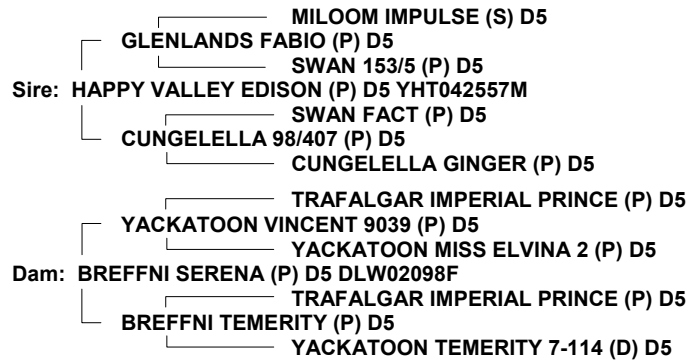 MILOOM IMPULSE (S) D5
GLENLANDS FABIO (P) D5
SWAN 153/5 (P) D5
Sire: HAPPY VALLEY EDISON (P) D5 YHT042557M
SWAN FACT (P) D5
CUNGELELLA 98/407 (P) D5
CUNGELELLA GINGER (P) D5
TRAFALGAR IMPERIAL PRINCE (P) D5
YACKATOON VINCENT 9039 (P) D5
YACKATOON MISS ELVINA 2 (P) D5
Dam: BREFFNI SERENA (P) D5 DLW02098F
TRAFALGAR IMPERIAL PRINCE (P) D5
BREFFNI TEMERITY (P) D5
YACKATOON TEMERITY 7-114 (D) D5